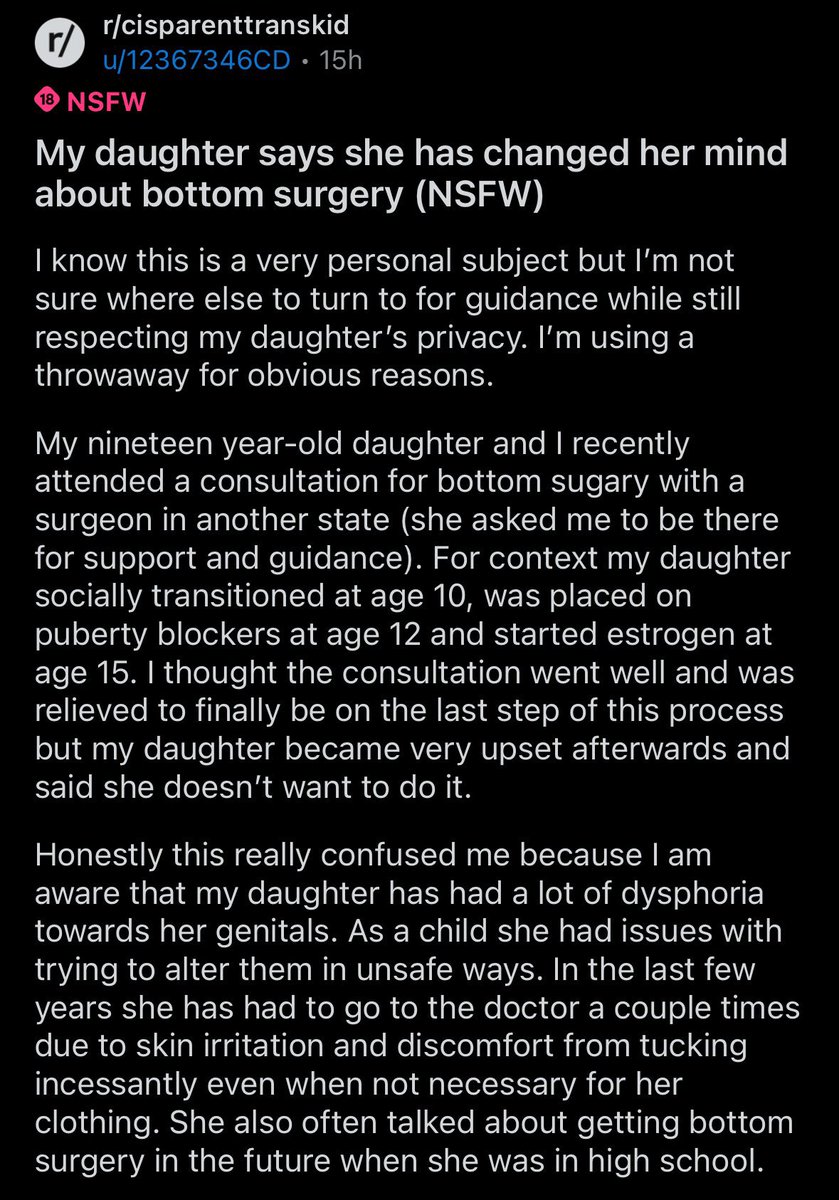 r/
r/cisparenttranskid
u/12367346CD • 15h
18 NSFW
My daughter says she has changed her mind
about bottom surgery (NSFW)
I know this is a very personal subject but I’m not
sure where else to turn to for guidance while still
respecting my daughter’s privacy. I’m using a
throwaway for obvious reasons.
My nineteen year-old daughter and I recently
attended a consultation for bottom sugary with a
surgeon in another state (she asked me to be there
for support and guidance). For context my daughter
socially transitioned at age 10, was placed on
puberty blockers at age 12 and started estrogen at
age 15. I thought the consultation went well and was
relieved to finally be on the last step of this process
but my daughter became very upset afterwards and
said she doesn’t want to do it.
Honestly this really confused me because I am
aware that my daughter has had a lot of dysphoria
towards her genitals. As a child she had issues with
trying to alter them in unsafe ways. In the last few
years she has had to go to the doctor a couple times
due to skin irritation and discomfort from tucking
incessantly even when not necessary for her
clothing. She also often talked about getting bottom
surgery in the future when she was in high school.